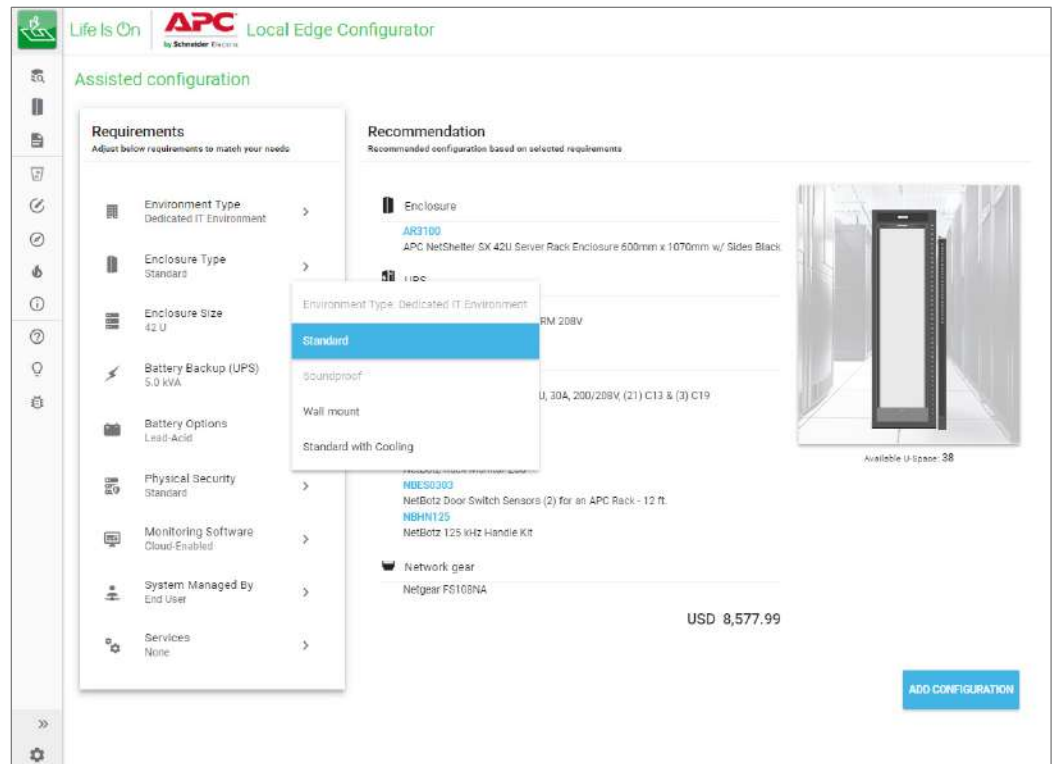 Life Is On
APC
by Schneider Electric
Local Edge Configurator
Assisted configuration
Requirements
Adjust below requirements to match your needs
Environment Type
Dedicated IT Environment
Enclosure Type
Standard
Enclosure Size
42 U
Battery Backup (UPS)
5.0 kVA
Battery Options
Lead-Acid
Physical Security
Standard
Monitoring Software
Cloud-Enabled
System Managed By
End User
Services
None
Environment Type: Dedicated IT Environment
Standard
Soundproof
Wall mount
Standard with Cooling
Recommendation
Recommended configuration based on selected requirements
Enclosure
AR3100
APC NetShelter SX 42U Server Rack Enclosure 600mm x 1070mm w/ Sides Black
UPS
RM 208V
U, 30A, 200/208V, (21) C13 & (3) C19
NBES0303
NetBotz Door Switch Sensors (2) for an APC Rack - 12 ft.
NBHN125
NetBotz 125 kHz Handle Kit
Network gear
Netgear FS108NA
USD 8,577.99
Available U-Space: 38
ADD CONFIGURATION